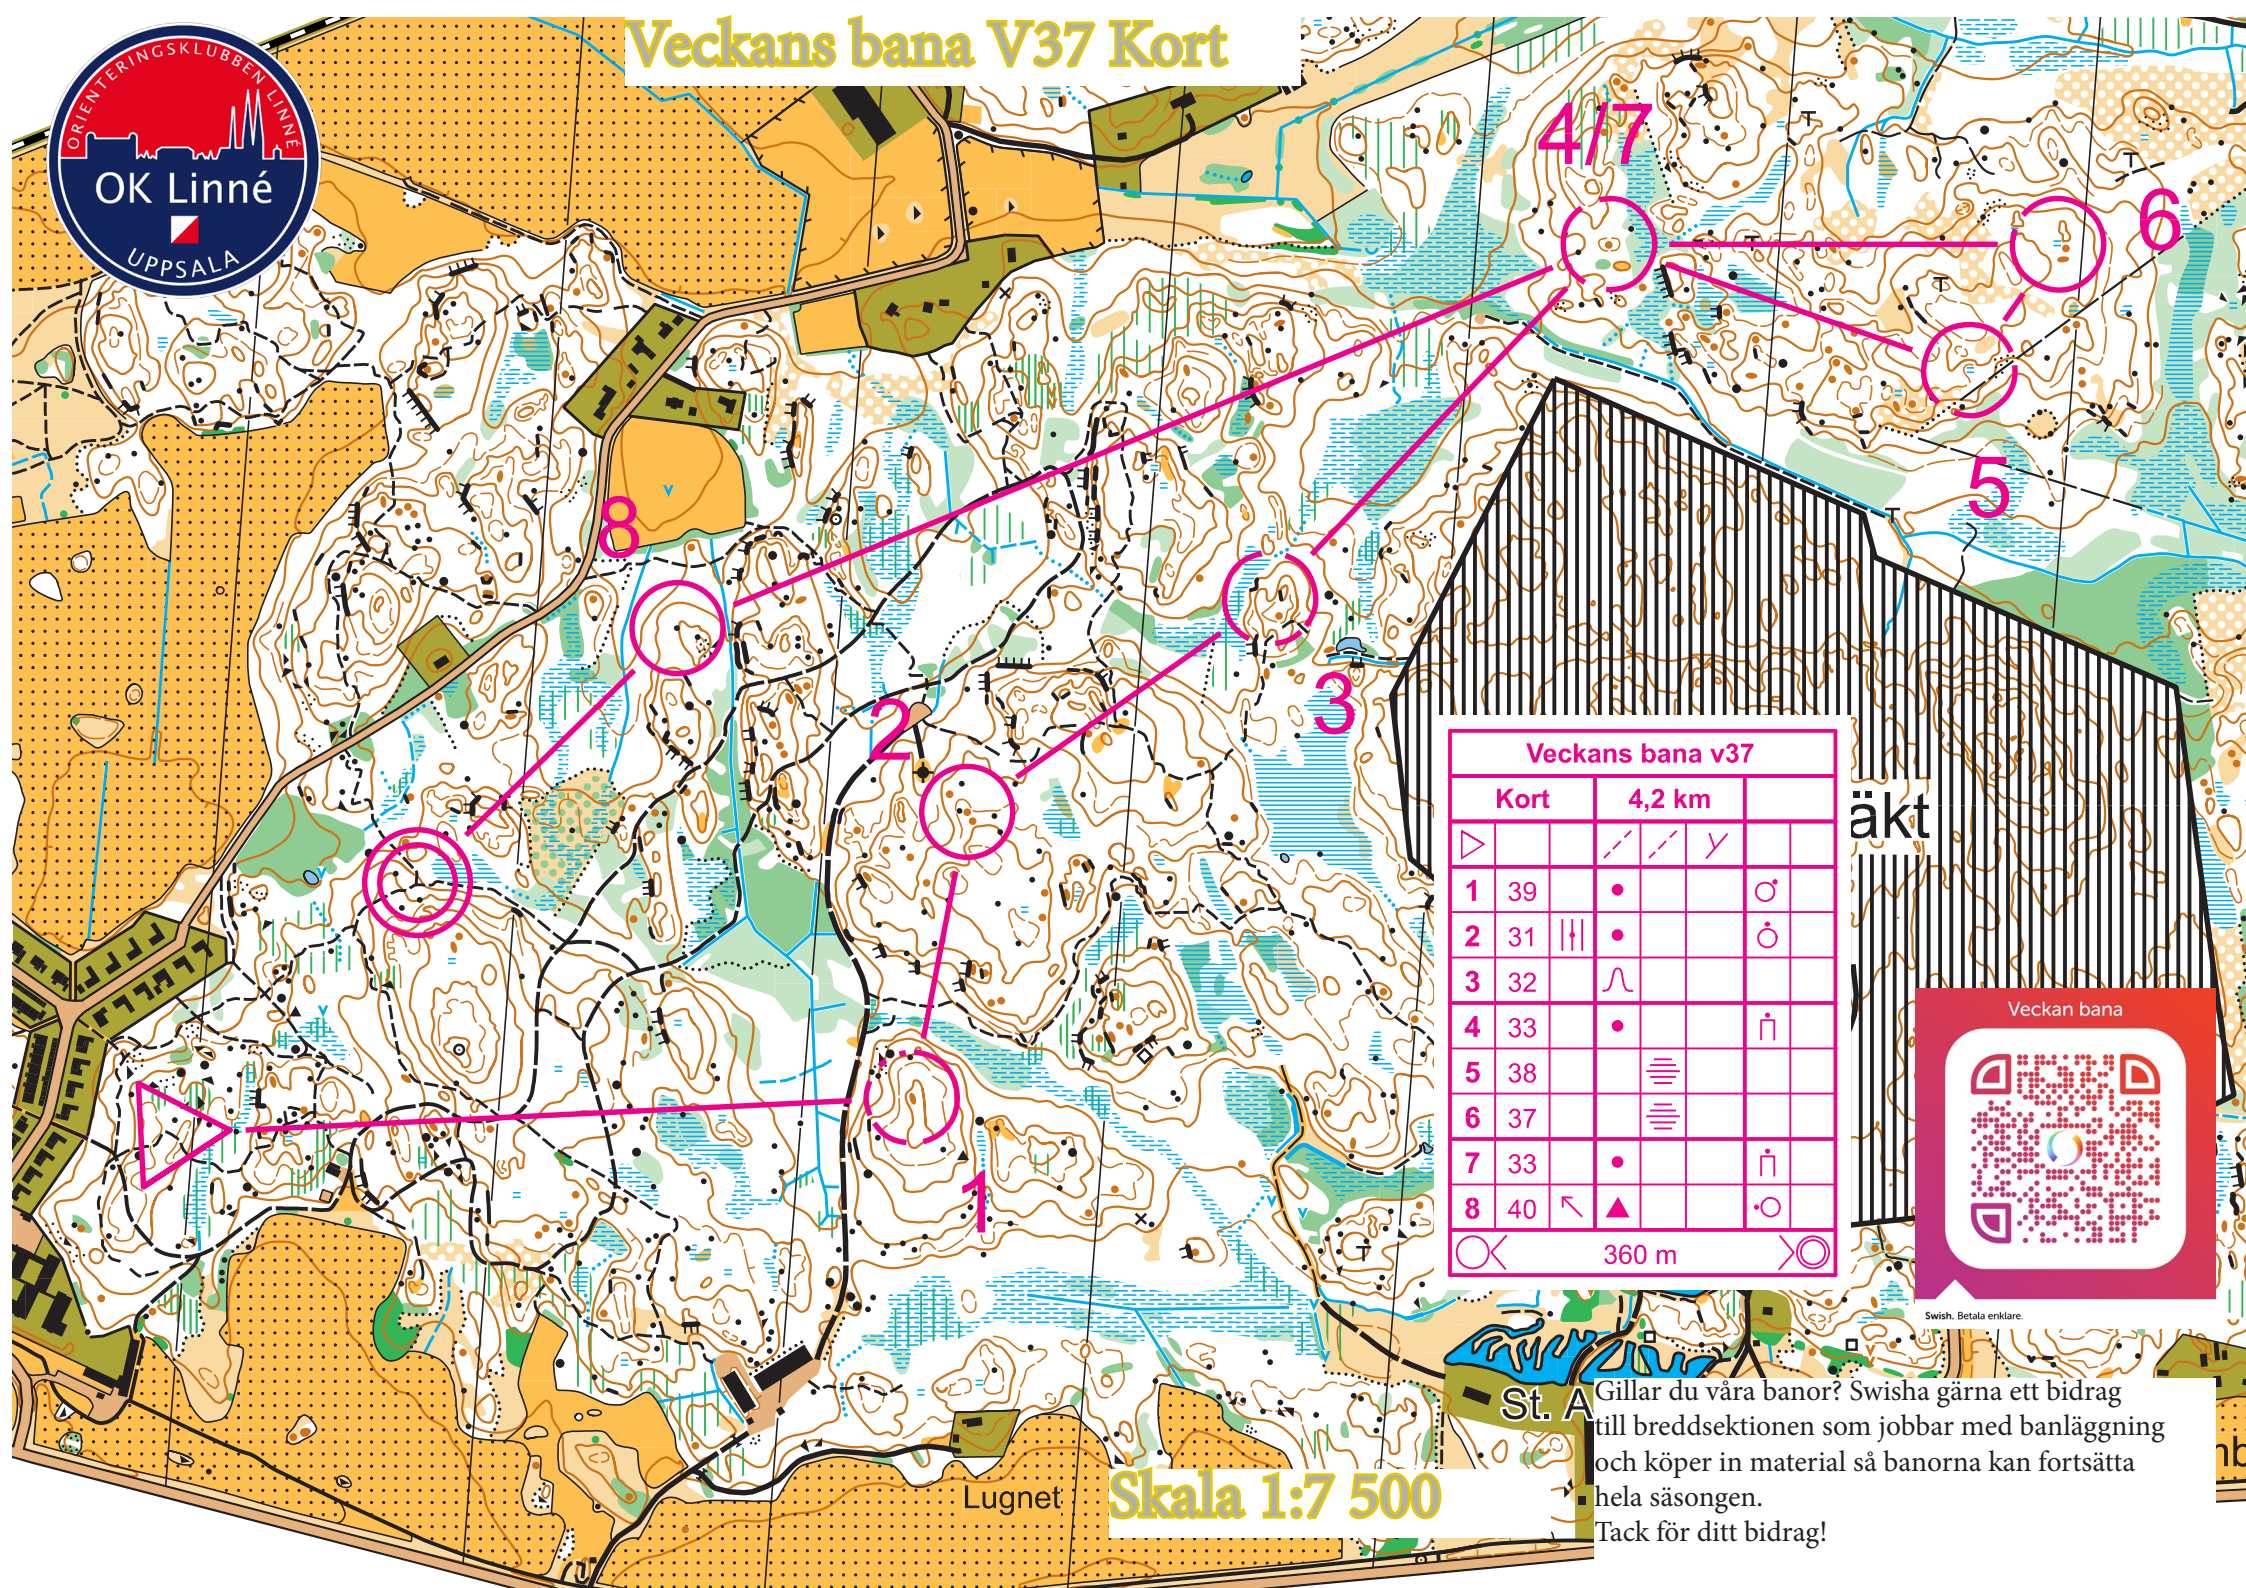 Veckans bana V37 Kort
ORIENTERINGSKLUBBEN LINNÉ
OK Linné
UPPSALA
4/7
6
5
8
3
2
1
Veckans bana v37
Kort 4,2 km
1 39
2 31
3 32
4 33
5 38
6 37
7 33
8 40
360 m
äkt
Veckan bana
Swish. Betala enklare.
St. A
Gillar du våra banor? Swisha gärna ett bidrag
till breddsektionen som jobbar med banläggning
och köper in material så banorna kan fortsätta
hela säsongen.
Tack för ditt bidrag!
Lugnet
Skala 1:7 500